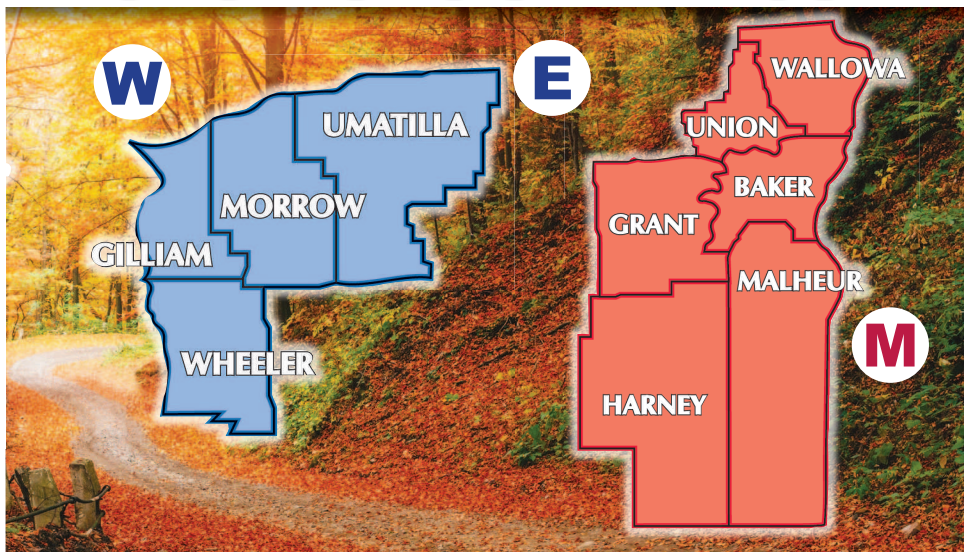 W
E
UMATILLA
MORROW
GILLIAM
WHEELER
WALLOWA
UNION
BAKER
GRANT
MALHEUR
M
HARNEY